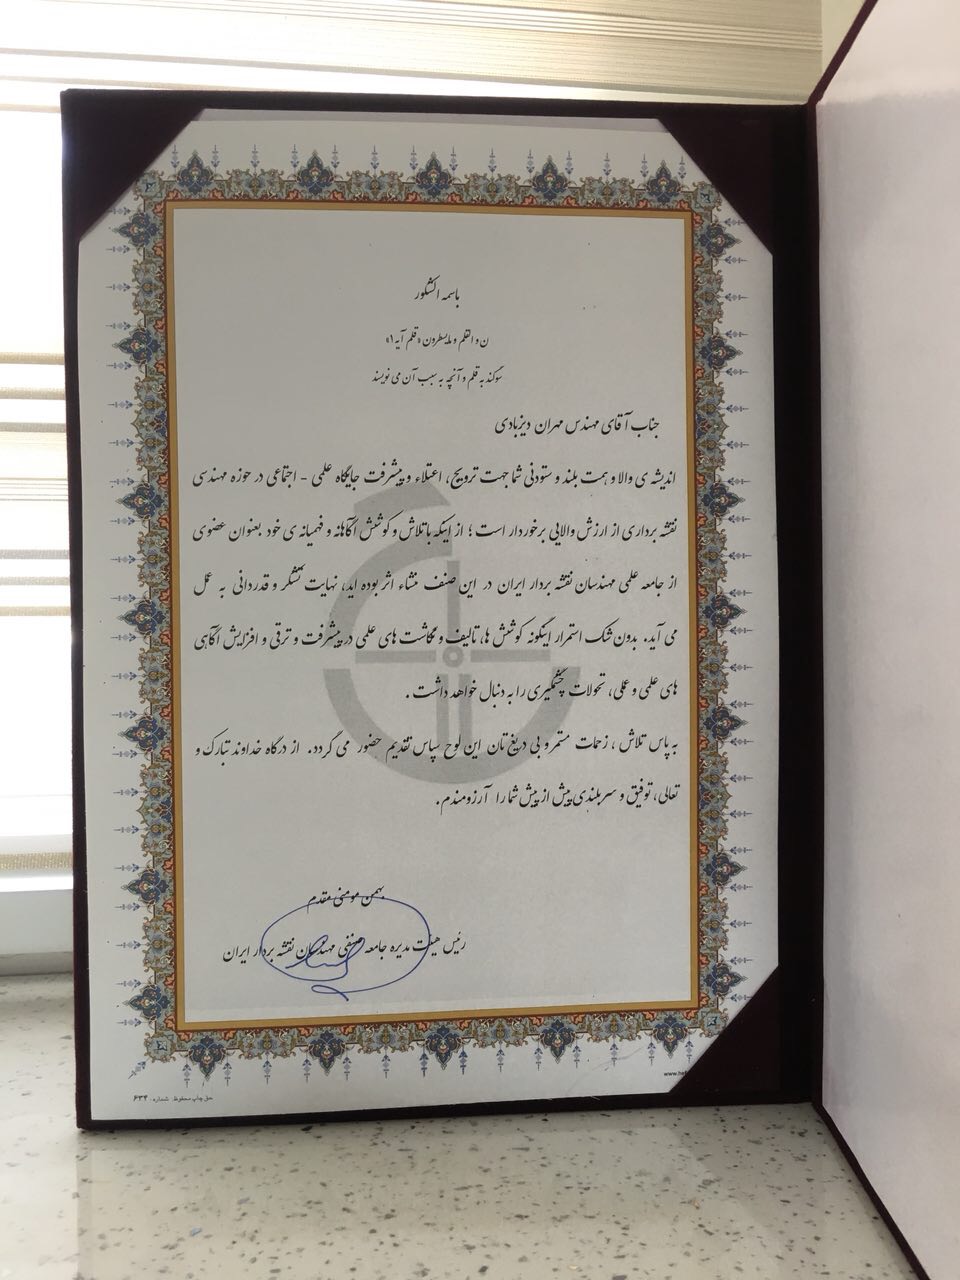 باسمه الشکور
ن و القلم و ما یسطرون «قلم آیه ۱»
سوگند به قلم و آنچه به سبب آن می نویسند
جناب آقای مهندس مهران دیزبادی
اندیشه ی والا و همت بلند و ستودنی شما جهت ترویج، اعتلاء و پیشرفت جایگاه علمی - اجتماعی در حوزه مهندسی
نقشه برداری از ارزش والایی برخوردار است ؛ از اینکه با تلاش و کوشش آگاهانه و فهیمانه ی خود بعنوان عضوی
از جامعه علمی مهندسان نقشه بردار ایران در این صنف منشاء اثر بوده اید، نهایت تشکر و قدردانی به عمل
می آید. بدون شک استمرار اینگونه کوشش ها، تالیف و نگاشت های علمی در پیشرفت و ترقی و افزایش آگاهی
های علمی و عملی، تحولات چشمگیری را به دنبال خواهد داشت .
به پاس تلاش ، زحمات مستمر و بی دریغ تان این لوح سپاس تقدیم حضور می گردد. از درگاه خداوند تبارک و
تعالی، توفیق و سربلندی بیش از پیش شما را آرزومندم.
بهمن مومنی مقدم
رئیس هیئت مدیره جامعه صنفی مهندسان نقشه بردار ایران
حق چاپ محفوظ. شماره: ۶۳۴